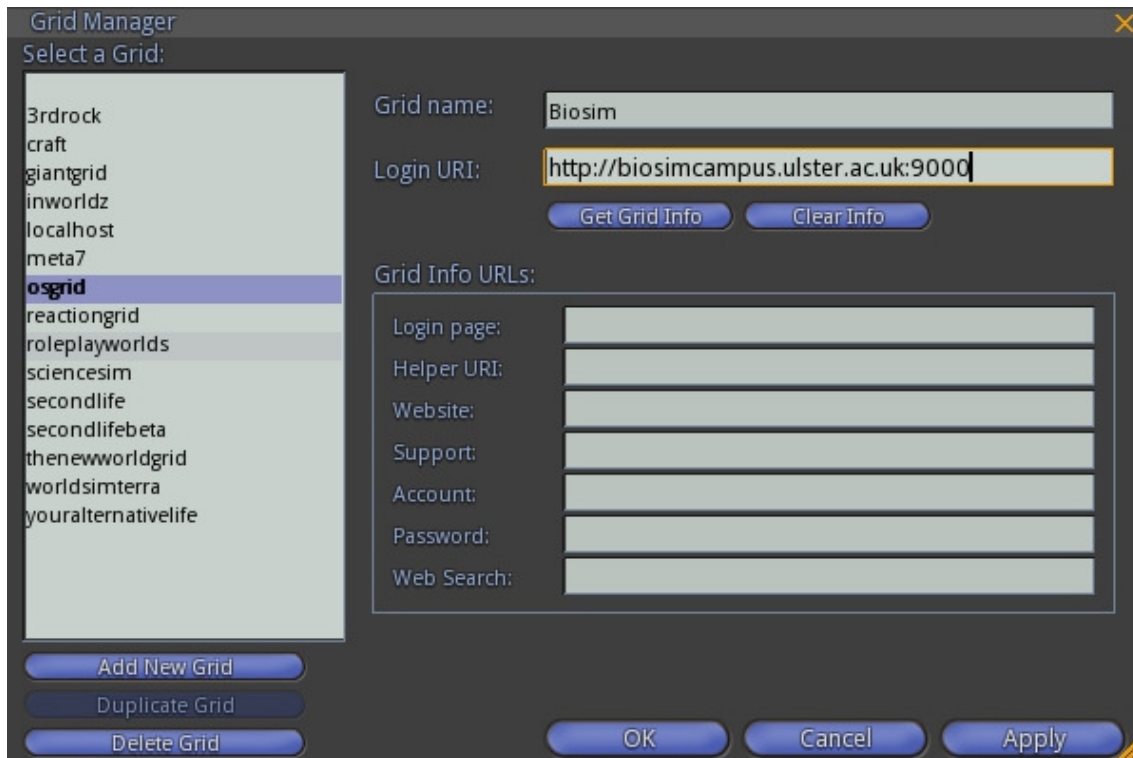 Grid Manager
Select a Grid:
3rdrock
craft
giantgrid
inworldz
localhost
meta7
osgrid
reactiongrid
roleplayworlds
sciencesim
secondlife
secondlifebeta
thenewworldgrid
worldsimterra
youralternativelife
Add New Grid
Duplicate Grid
Delete Grid
Grid name: Biosim
Login URI: http://biosimcampus.ulster.ac.uk:9000
Get Grid Info Clear Info
Grid Info URLs:
Login page:
Helper URI:
Website:
Support:
Account:
Password:
Web Search:
OK Cancel Apply